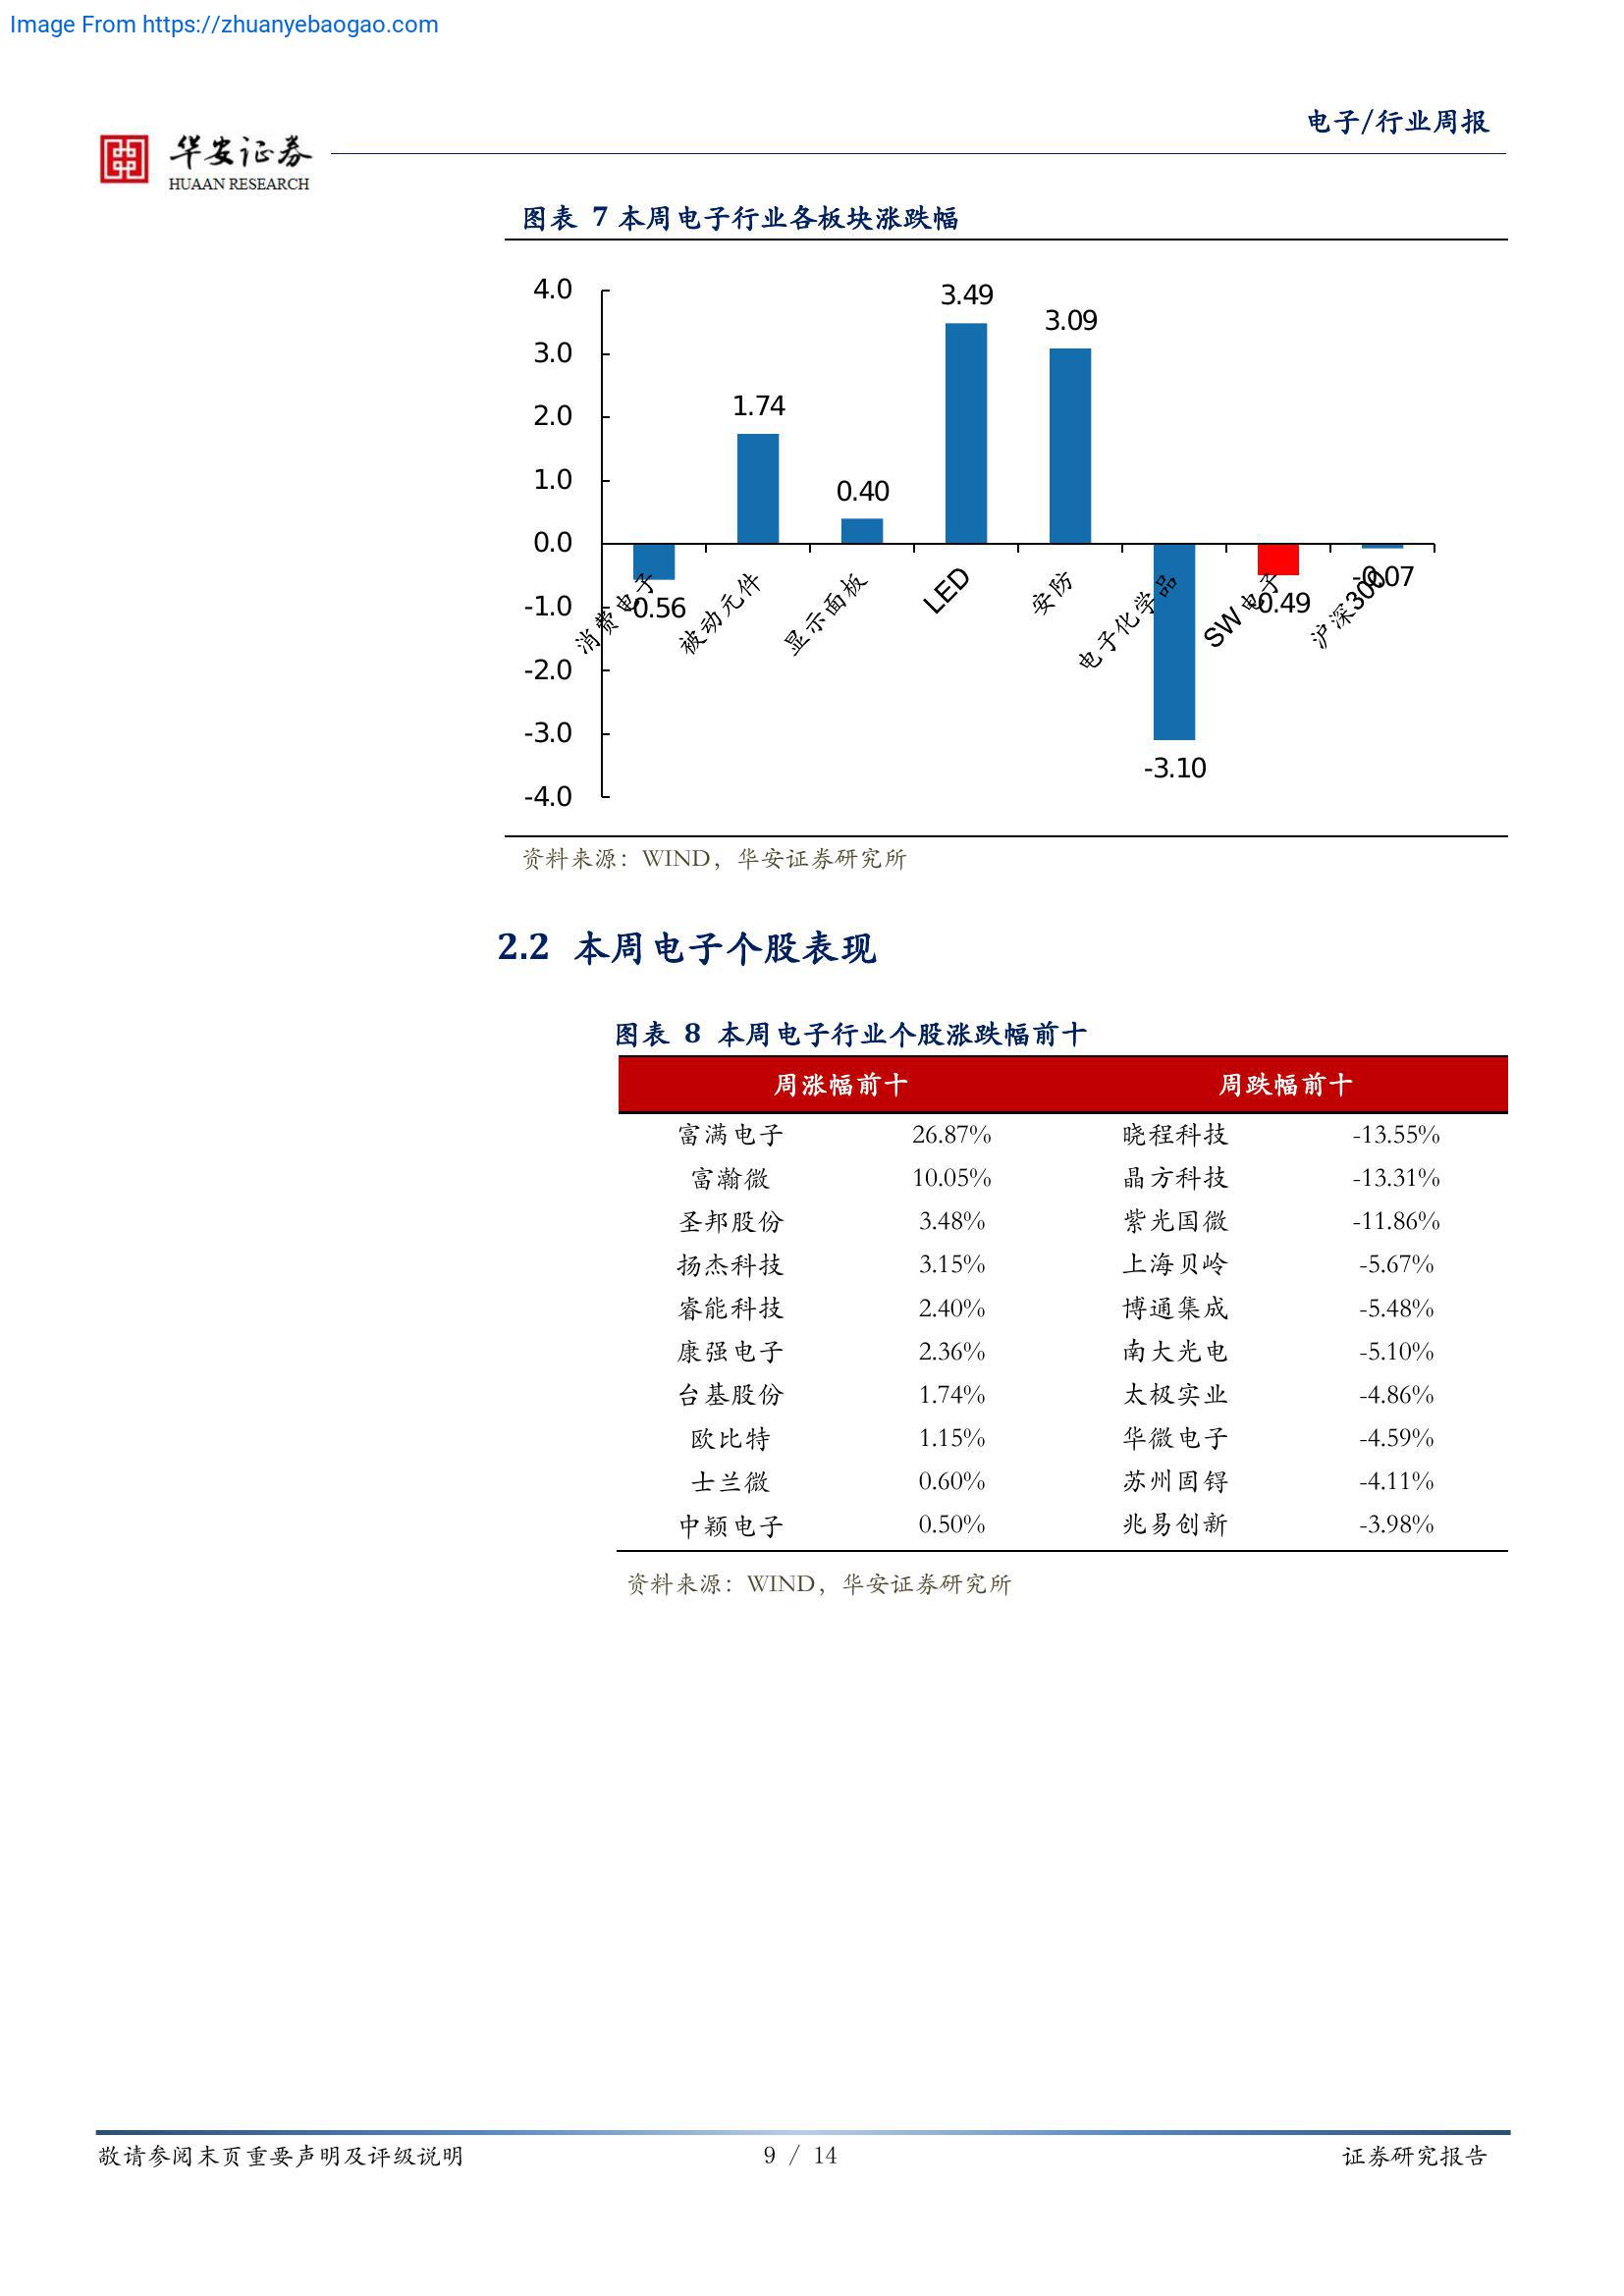 Image From https://zhuanyebaogao.com
电子/行业周报
华安证券
HUAAN RESEARCH
图表 7 本周电子行业各板块涨跌幅
4.0
3.0
2.0
1.0
0.0
-1.0
-2.0
-3.0
-4.0
-0.56
1.74
0.40
3.49
3.09
-3.10
-0.49
-0.07
消费电子
被动元件
显示面板
LED
安防
电子化学品
SW电子
沪深300
资料来源：WIND，华安证券研究所
2.2 本周电子个股表现
图表 8 本周电子行业个股涨跌幅前十
周涨幅前十 周跌幅前十
富满电子 26.87% 晓程科技 -13.55%
富瀚微 10.05% 晶方科技 -13.31%
圣邦股份 3.48% 紫光国微 -11.86%
扬杰科技 3.15% 上海贝岭 -5.67%
睿能科技 2.40% 博通集成 -5.48%
康强电子 2.36% 南大光电 -5.10%
台基股份 1.74% 太极实业 -4.86%
欧比特 1.15% 华微电子 -4.59%
士兰微 0.60% 苏州固锝 -4.11%
中颖电子 0.50% 兆易创新 -3.98%
资料来源：WIND，华安证券研究所
敬请参阅末页重要声明及评级说明 9 / 14 证券研究报告